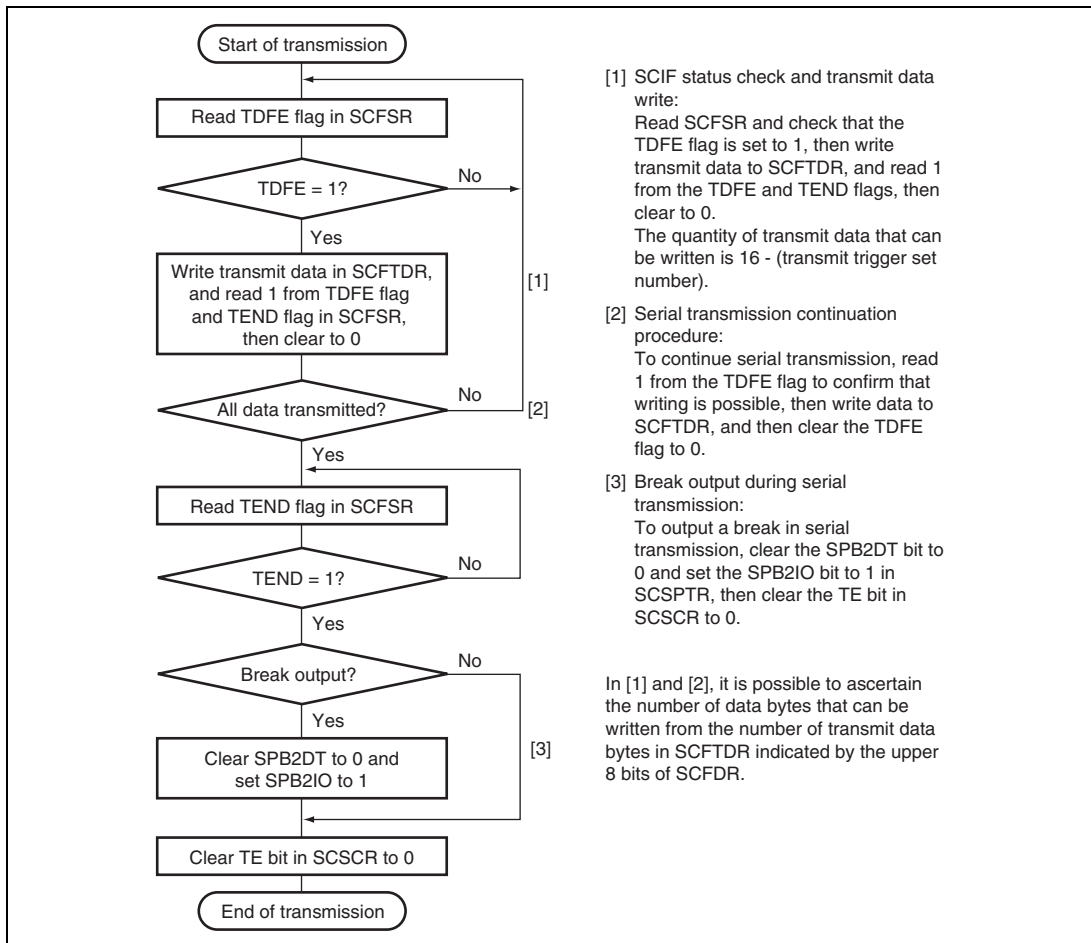 Start of transmission
Read TDFE flag in SCFSR
TDFE = 1?
No
Yes
Write transmit data in SCFTDR,
and read 1 from TDFE flag
and TEND flag in SCFSR,
then clear to 0
[1]
All data transmitted?
No
[2]
Yes
Read TEND flag in SCFSR
TEND = 1?
No
Yes
Break output?
No
Yes
Clear SPB2DT to 0 and
set SPB2IO to 1
[3]
Clear TE bit in SCSCR to 0
End of transmission
[1] SCIF status check and transmit data
write:
Read SCFSR and check that the
TDFE flag is set to 1, then write
transmit data to SCFTDR, and read 1
from the TDFE and TEND flags, then
clear to 0.
The quantity of transmit data that can
be written is 16 - (transmit trigger set
number).
[2] Serial transmission continuation
procedure:
To continue serial transmission, read
1 from the TDFE flag to confirm that
writing is possible, then write data to
SCFTDR, and then clear the TDFE
flag to 0.
[3] Break output during serial
transmission:
To output a break in serial
transmission, clear the SPB2DT bit to
0 and set the SPB2IO bit to 1 in
SCSPTR, then clear the TE bit in
SCSCR to 0.
In [1] and [2], it is possible to ascertain
the number of data bytes that can be
written from the number of transmit data
bytes in SCFTDR indicated by the upper
8 bits of SCFDR.